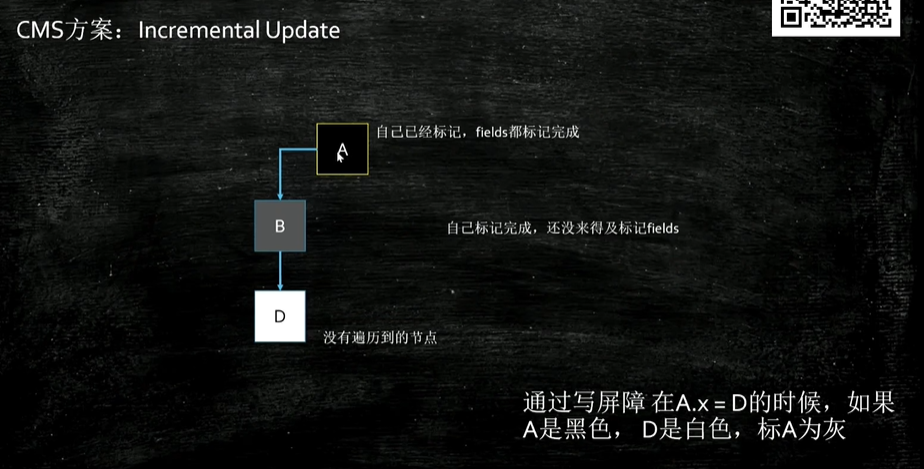 CMS方案：Incremental Update
A
自己已经标记，fields都标记完成
B
自己标记完成，还没来得及标记fields
D
没有遍历到的节点
通过写屏障 在A.x = D的时候，如果
A是黑色， D是白色，标A为灰